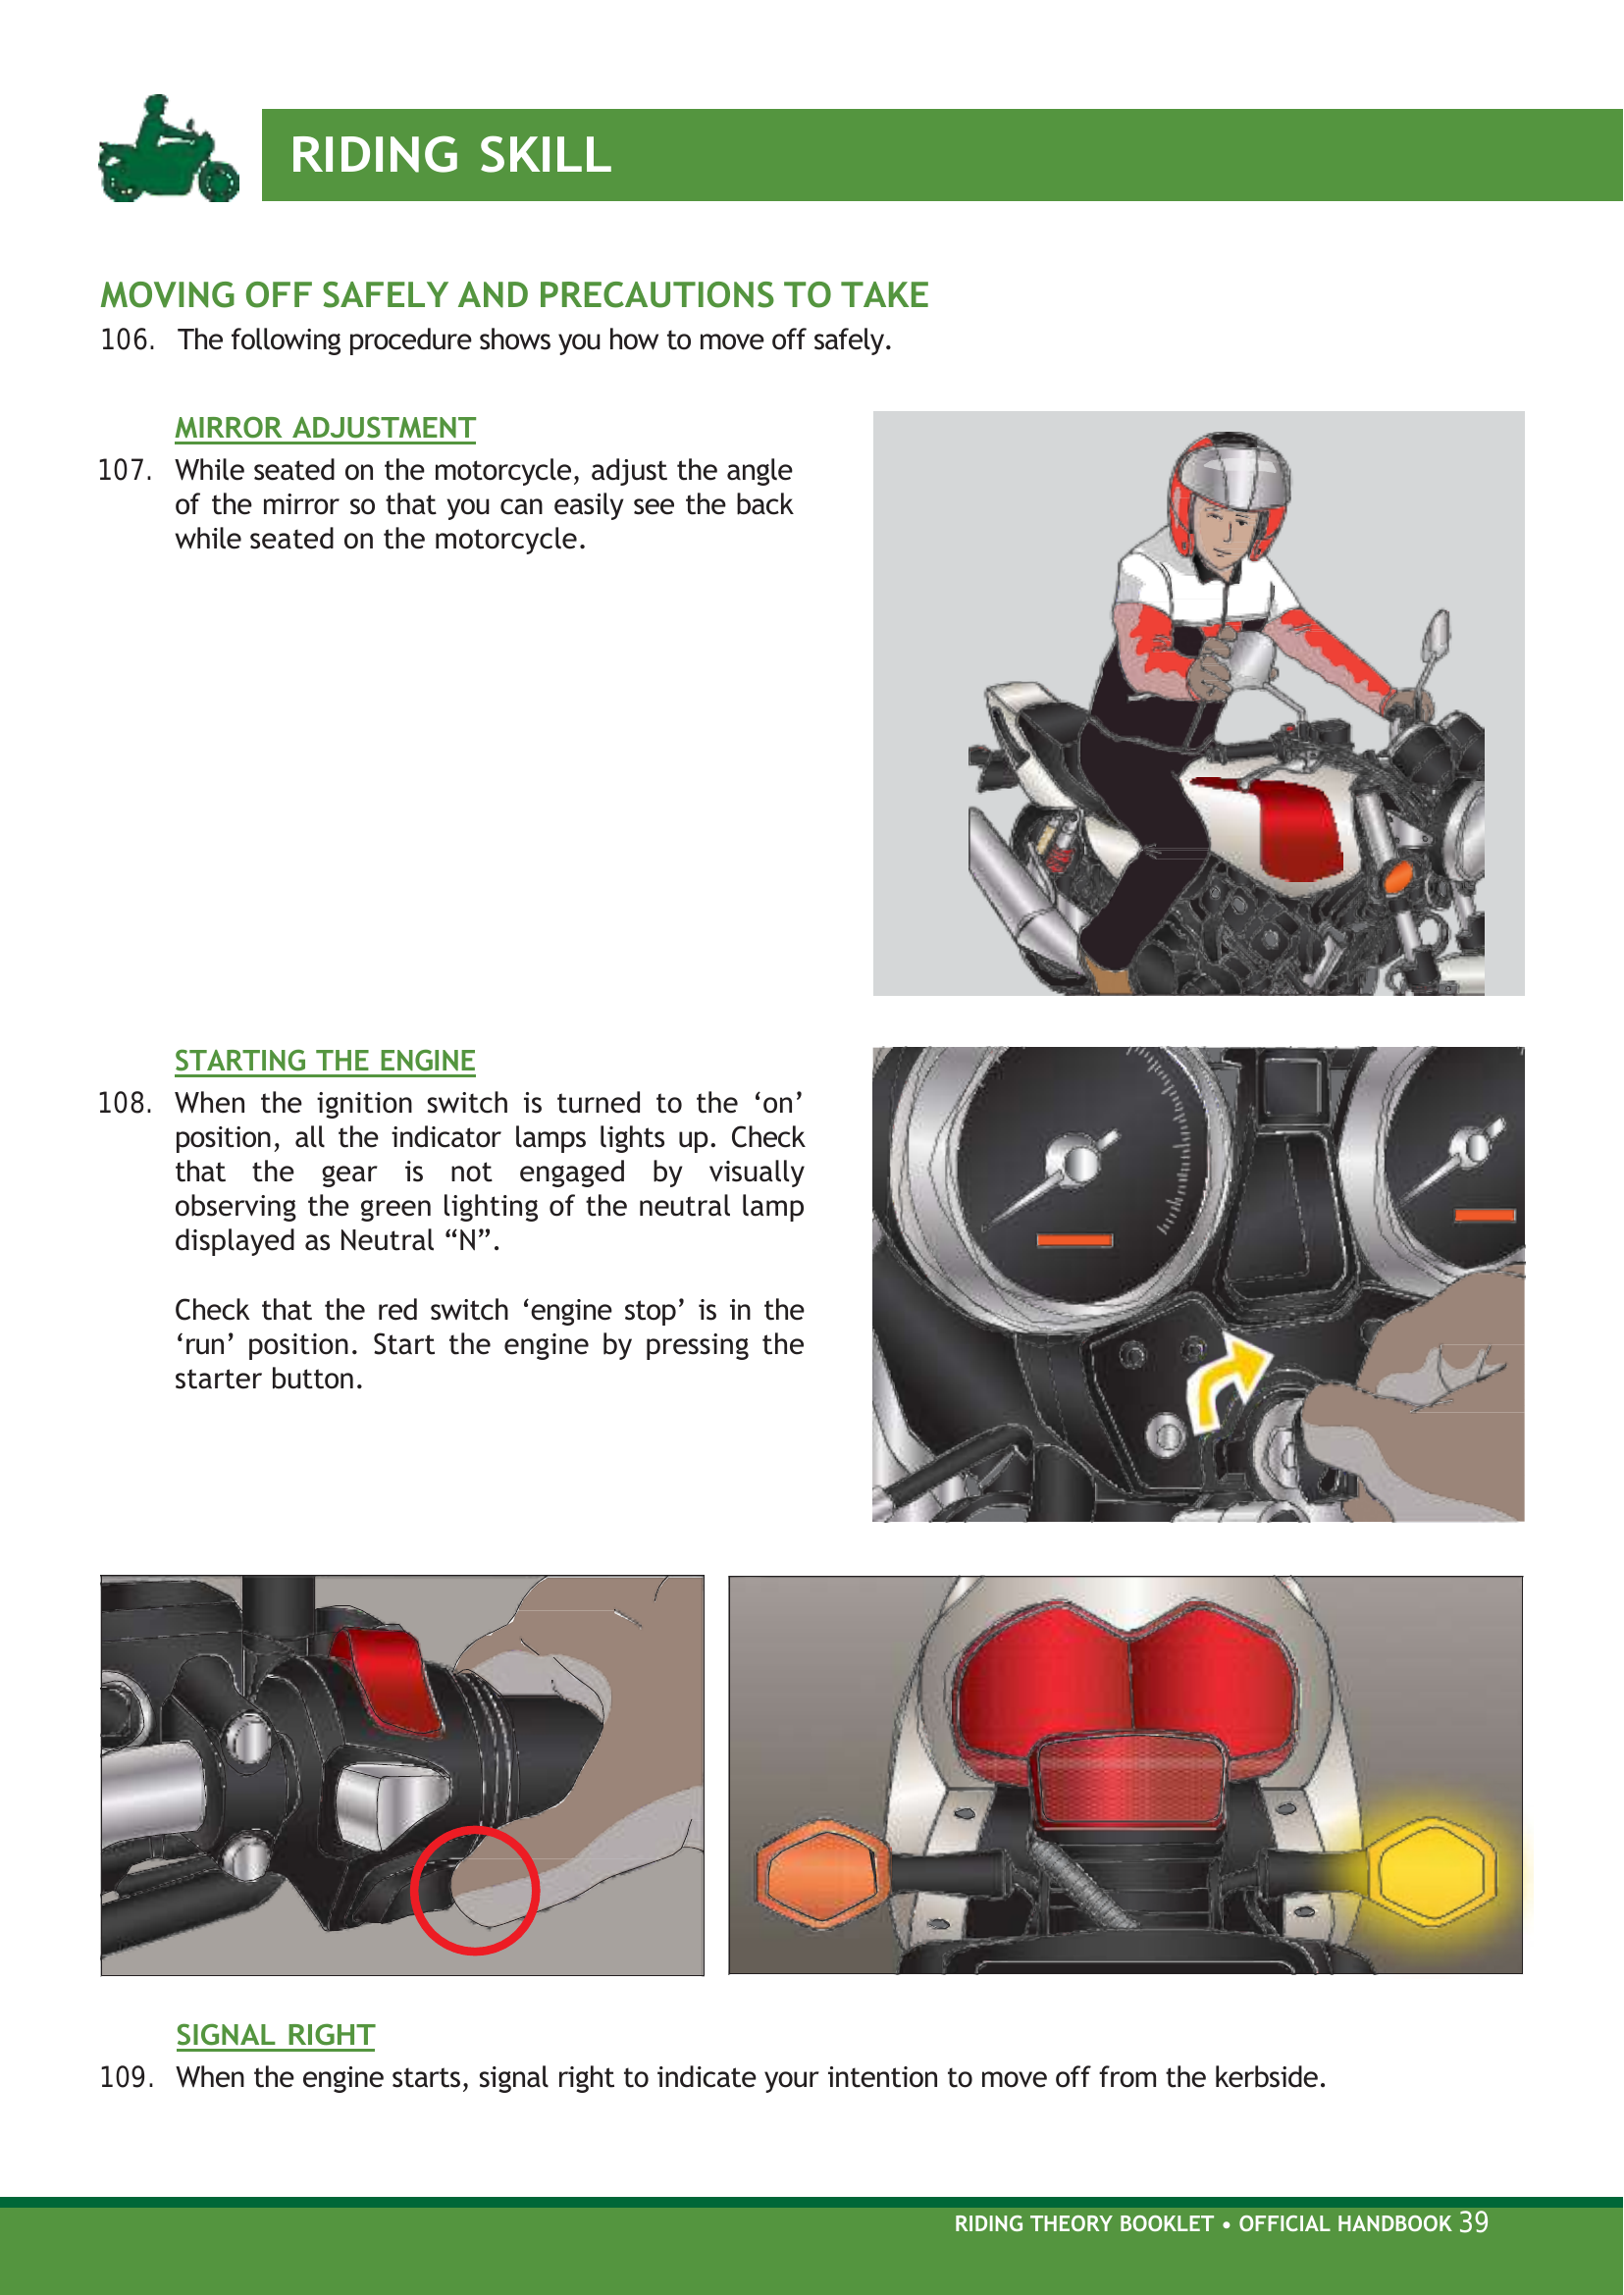 RIDING SKILL
MOVING OFF SAFELY AND PRECAUTIONS TO TAKE
106. The following procedure shows you how to move off safely.
MIRROR ADJUSTMENT
107. While seated on the motorcycle, adjust the angle
of the mirror so that you can easily see the back
while seated on the motorcycle.
STARTING THE ENGINE
108. When the ignition switch is turned to the ‘on’
position, all the indicator lamps lights up. Check
that the gear is not engaged by visually
observing the green lighting of the neutral lamp
displayed as Neutral “N”.
Check that the red switch ‘engine stop’ is in the
‘run’ position. Start the engine by pressing the
starter button.
SIGNAL RIGHT
109. When the engine starts, signal right to indicate your intention to move off from the kerbside.
RIDING THEORY BOOKLET • OFFICIAL HANDBOOK 39